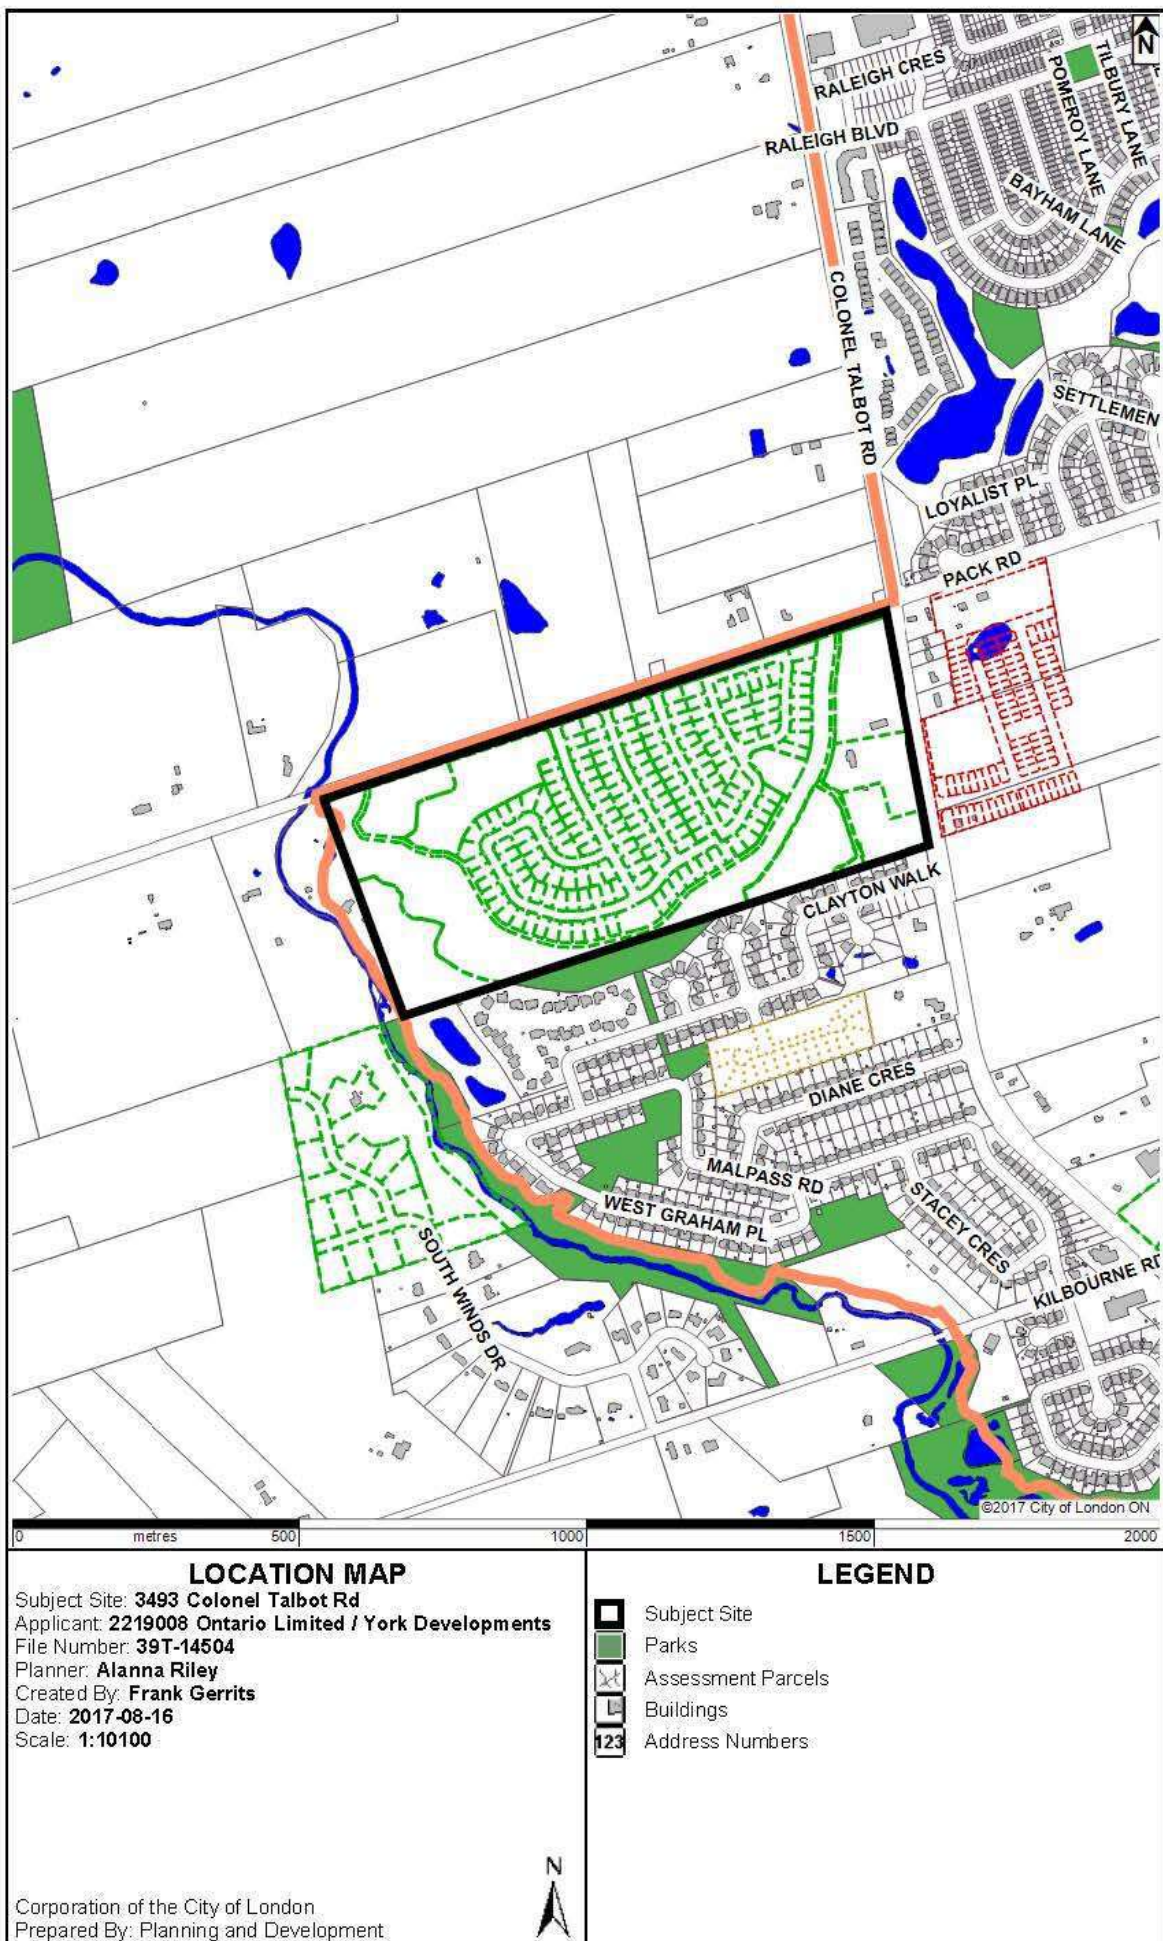 N
RALEIGH CRES
RALEIGH BLVD
POMEROY LANE
TILBURY LANE
BAYHAM LANE
COLONEL TALBOT RD
SETTLEMEN
LOYALIST PL
PACK RD
CLAYTON WALK
DIANE CRES
MALPASS RD
WEST GRAHAM PL
STACEY CRES
SOUTH WINDS DR
KILBOURNE RD
©2017 City of London ON
0 metres 500 1000 1500 2000
LOCATION MAP
Subject Site: 3493 Colonel Talbot Rd
Applicant: 2219008 Ontario Limited / York Developments
File Number: 39T-14504
Planner: Alanna Riley
Created By: Frank Gerrits
Date: 2017-08-16
Scale: 1:10100
N
Corporation of the City of London
Prepared By: Planning and Development
LEGEND
Subject Site
Parks
Assessment Parcels
Buildings
123 Address Numbers